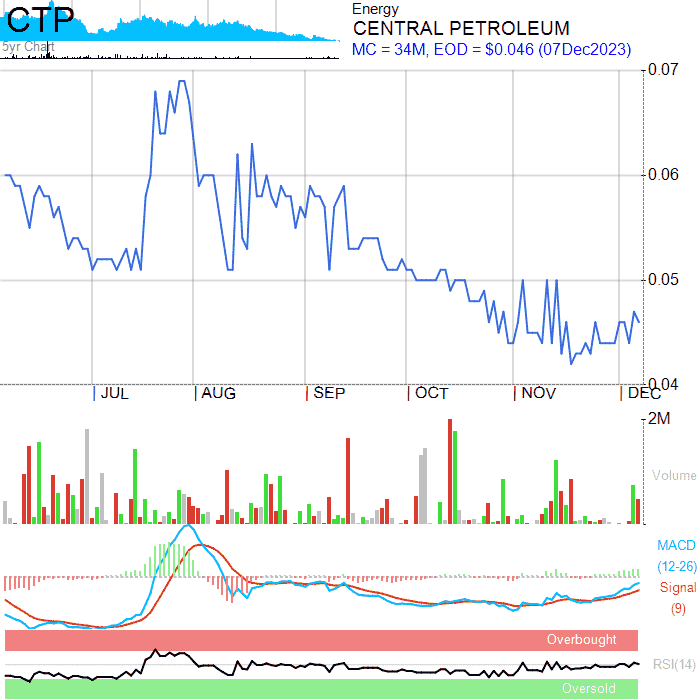 CTP
5yr Chart
Energy
CENTRAL PETROLEUM
MC = 34M, EOD = $0.046 (07Dec2023)
0.07
0.06
0.05
0.04
JUL AUG SEP OCT NOV DEC
2M
Volume
MACD
(12-26)
Signal
(9)
Overbought
RSI(14)
Oversold